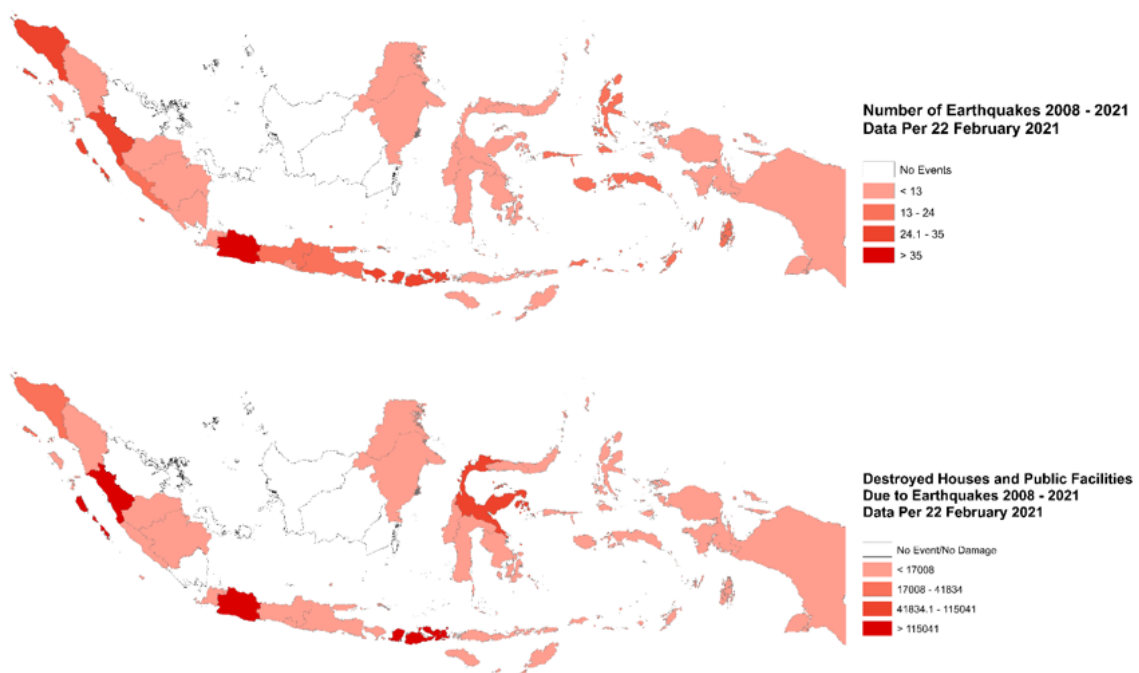 Number of Earthquakes 2008 - 2021
Data Per 22 February 2021
No Events
< 13
13 - 24
24.1 - 35
> 35
Destroyed Houses and Public Facilities
Due to Earthquakes 2008 - 2021
Data Per 22 February 2021
No Event/No Damage
< 17008
17008 - 41834
41834.1 - 115041
> 115041